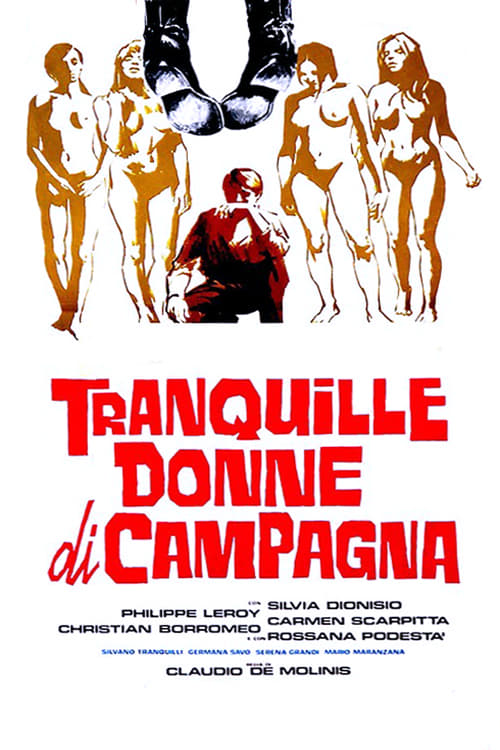 TRANQUILLE
DONNE
di CAMPAGNA
CON SILVIA DIONISIO
PHILIPPE LEROY CARMEN SCARPITTA
CHRISTIAN BORROMEO E CON ROSSANA PODESTA'
SILVANO TRANQUILLI GERMANA SAVO SERENA GRANDI MARIO MARANZANA
REGIA DI
CLAUDIO DE MOLINIS